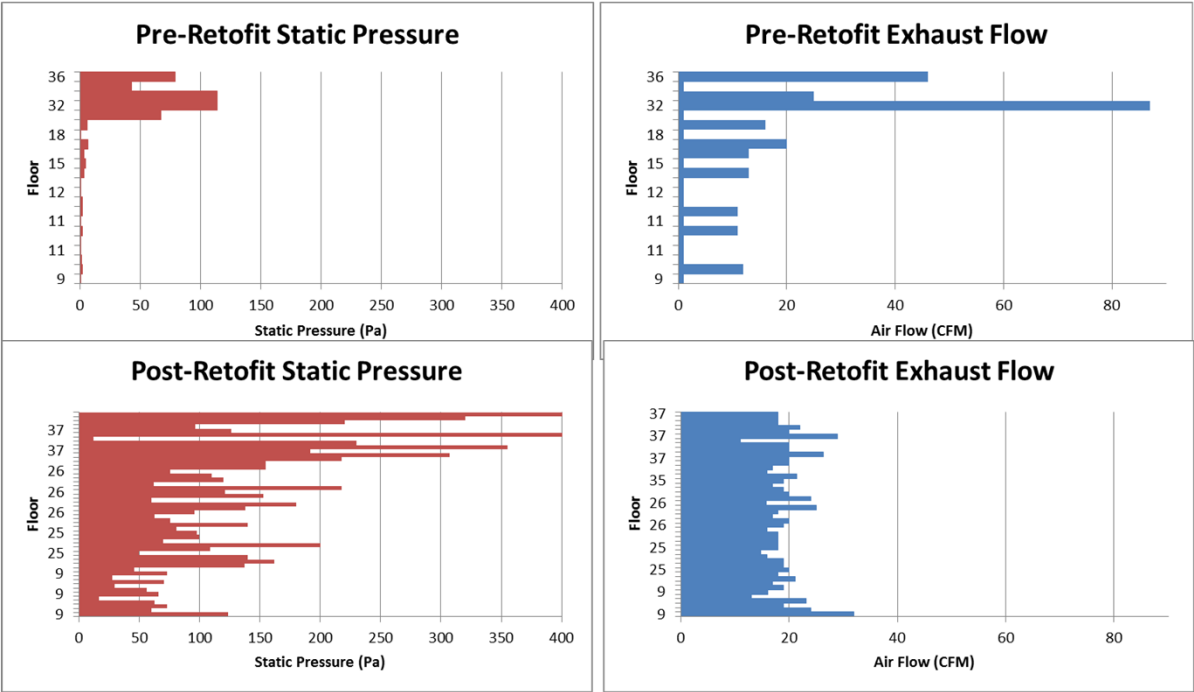 Pre-Retofit Static Pressure
36
32
18
15
12
11
11
9
Floor
0 50 100 150 200 250 300 350 400
Static Pressure (Pa)
Pre-Retofit Exhaust Flow
36
32
18
15
12
11
11
9
Floor
0 20 40 60 80
Air Flow (CFM)
Post-Retofit Static Pressure
37
37
26
26
26
25
25
9
9
9
Floor
0 50 100 150 200 250 300 350 400
Static Pressure (Pa)
Post-Retofit Exhaust Flow
37
37
37
35
26
26
25
25
9
9
Floor
0 20 40 60 80
Air Flow (CFM)